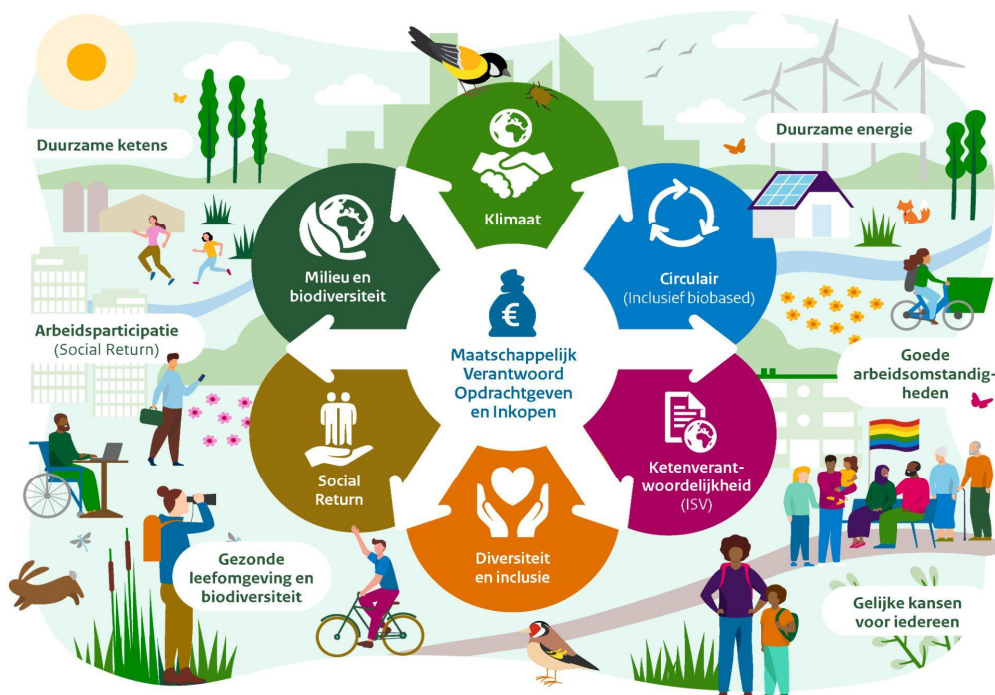 Duurzame ketens
Duurzame energie
Klimaat
Milieu en
biodiversiteit
Circulair
(Inclusief biobased)
€
Maatschappelijk
Verantwoord
Opdrachtgeven
en Inkopen
Arbeidsparticipatie
(Social Return)
Goede
arbeidsomstandig-
heden
Social
Return
Ketenverant-
woordelijkheid
(ISV)
Diversiteit
en inclusie
Gezonde
leefomgeving en
biodiversiteit
Gelijke kansen
voor iedereen